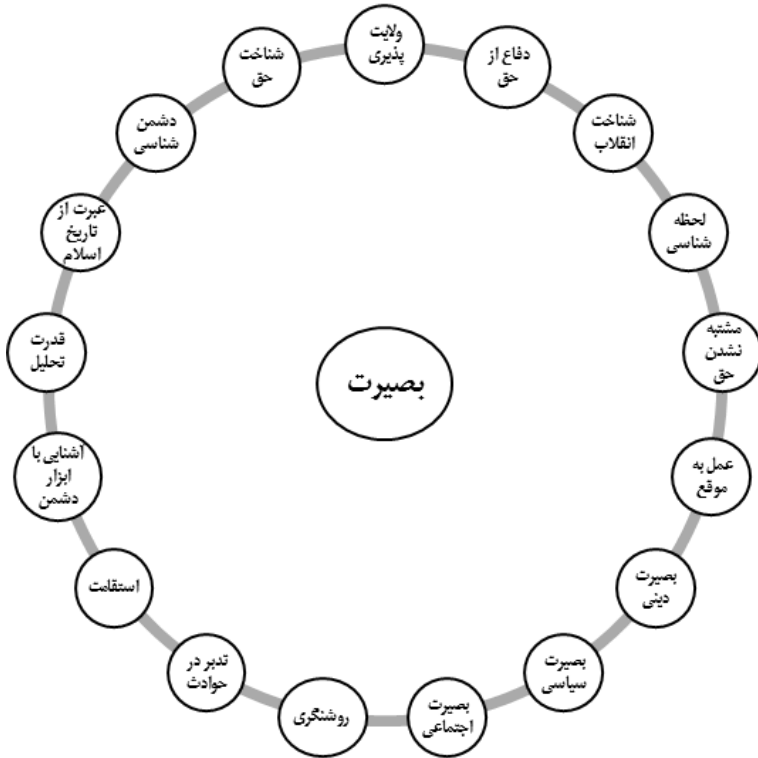 ولایت
پذیری
دفاع از
حق
شناخت
انقلاب
لحظه
شناسی
مشتبه
نشدن
حق
عمل به
موقع
بصیرت
دینی
بصیرت
سیاسی
بصیرت
اجتماعی
روشنگری
تدبر در
حوادث
استقامت
آشنایی با
ابزار
دشمن
قدرت
تحلیل
عبرت از
تاریخ
اسلام
دشمن
شناسی
شناخت
حق
بصیرت